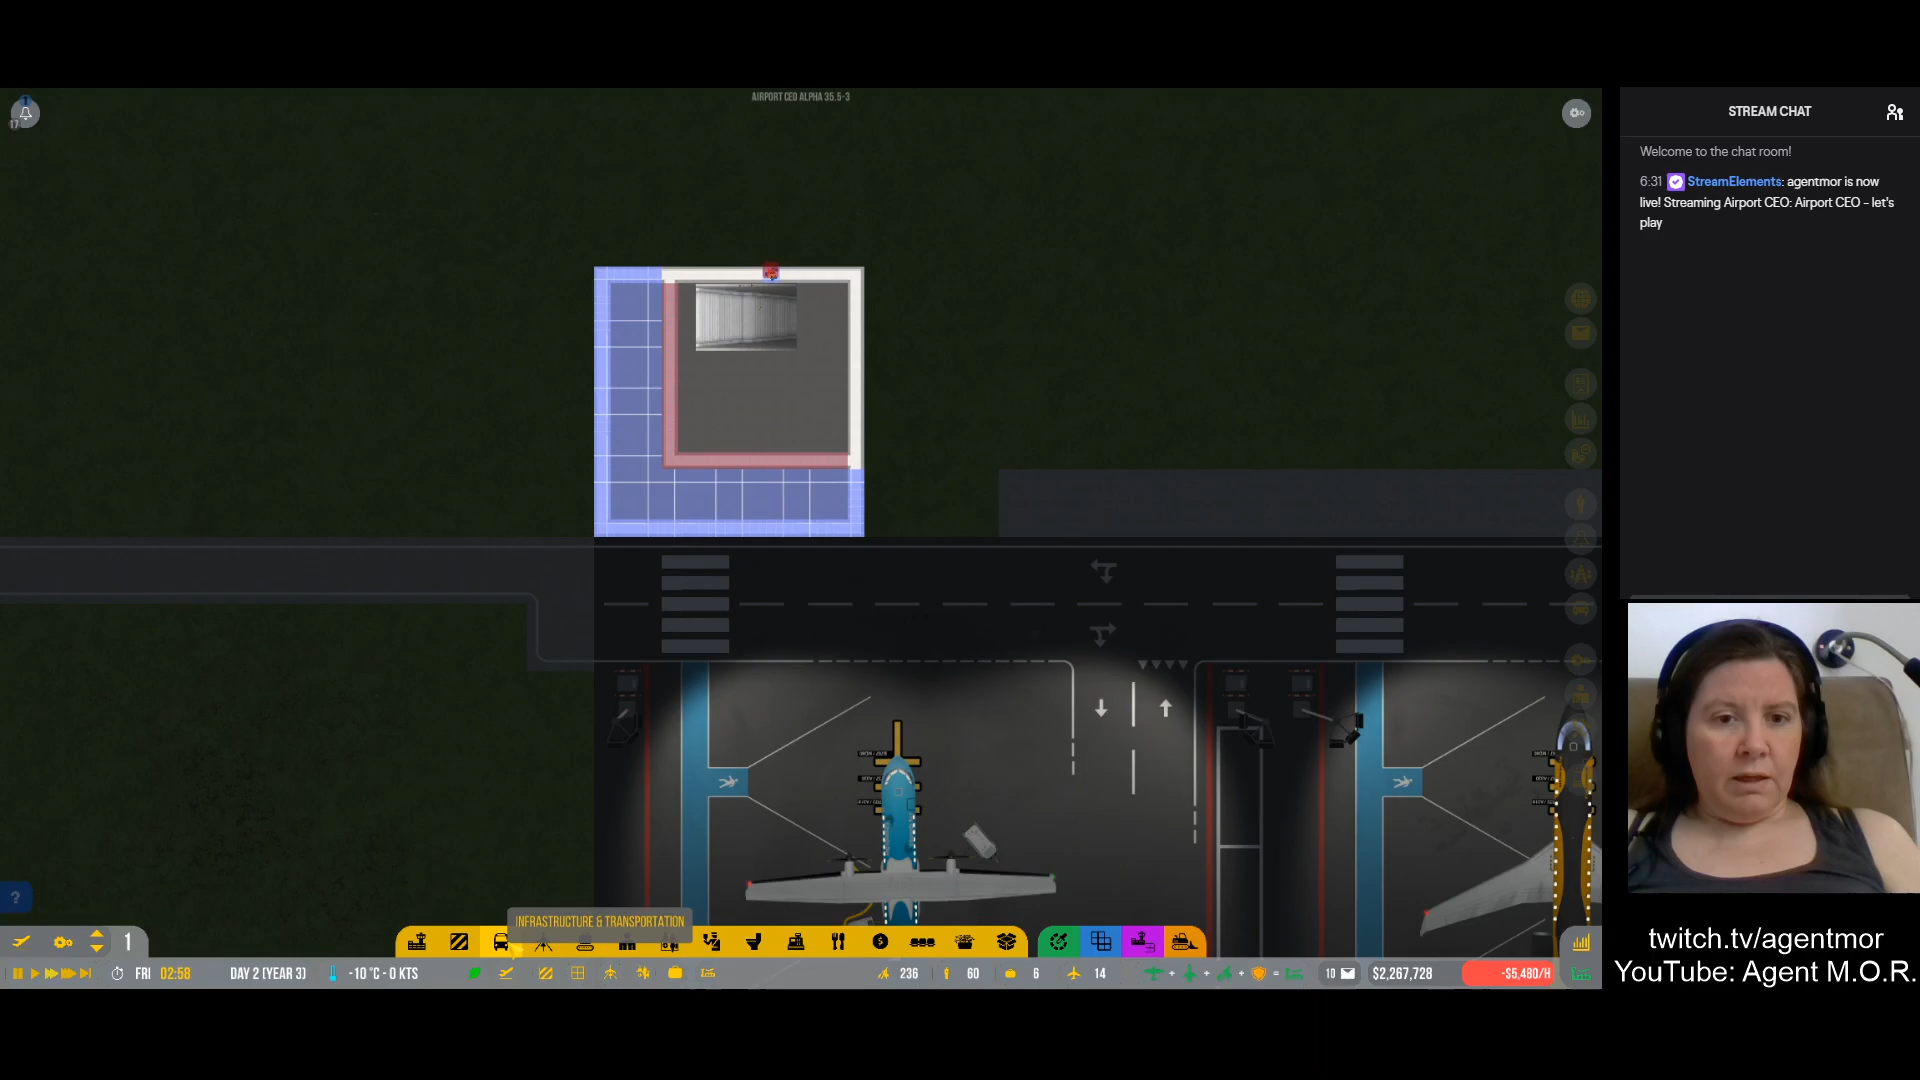 AIRPORT CEO ALPHA 35.5-3
1
17
STREAM CHAT
Welcome to the chat room!
6:31 StreamElements: agentmor is now
live! Streaming Airport CEO: Airport CEO - let's
play
?
INFRASTRUCTURE & TRANSPORTATION
1
FRI 02:58
DAY 2 (YEAR 3)
-10 °C - 0 KTS
236
60
6
14
+ + + =
10
$2,267,728
-$5,480/H
twitch.tv/agentmor
YouTube: Agent M.O.R.